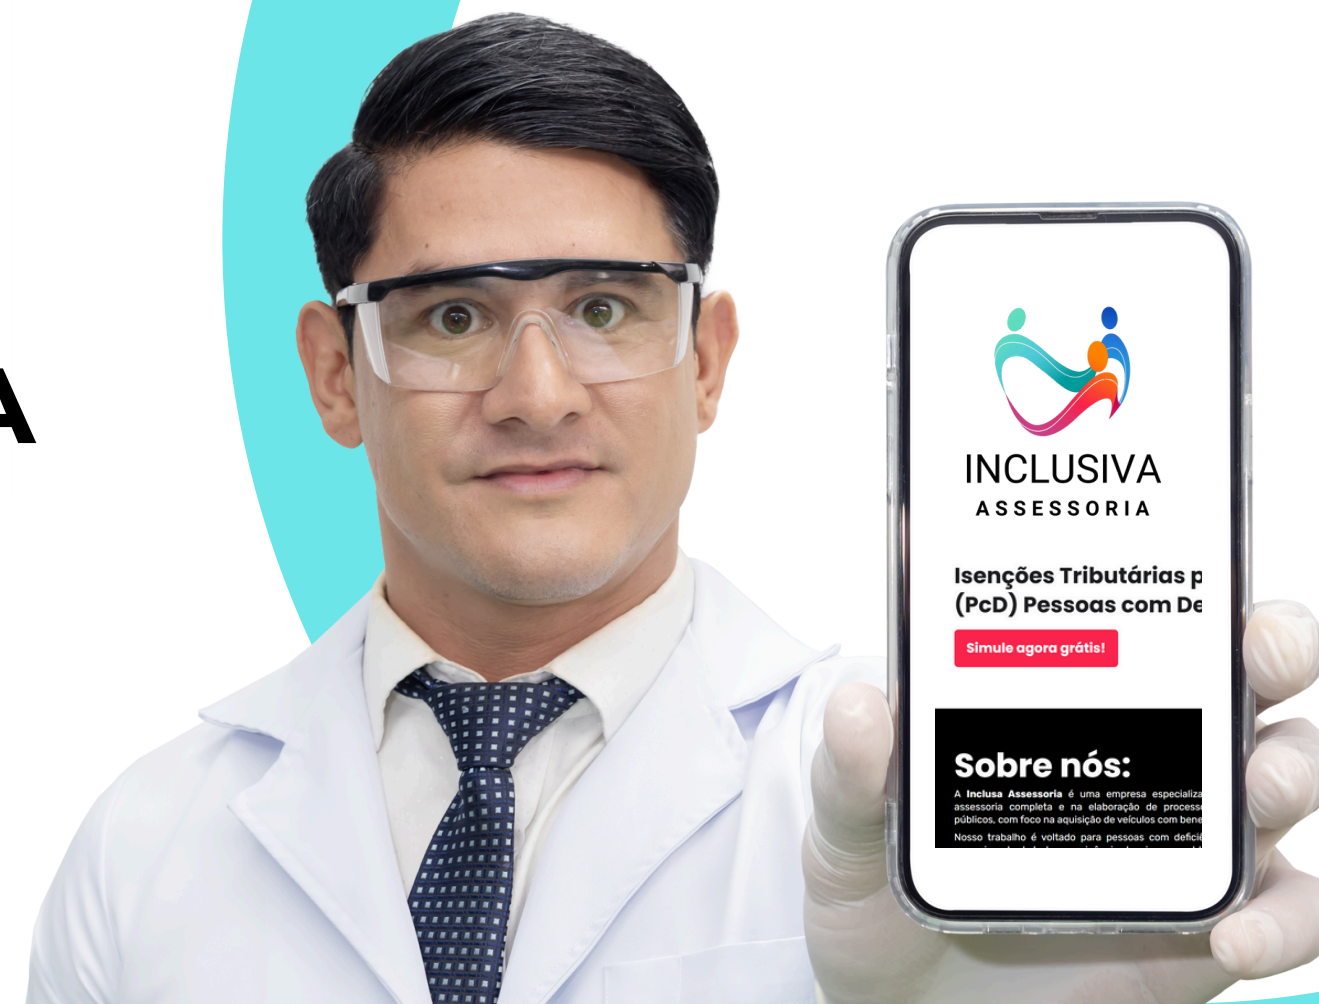 A
INCLUSIVA
ASSESSORIA
Isenções Tributárias p
(PcD) Pessoas com De
Simule agora grátis!
Sobre nós:
A Inclusa Assessoria é uma empresa especializa
assessoria completa e na elaboração de process
públicos, com foco na aquisição de veículos com bene
Nosso trabalho é voltado para pessoas com defici